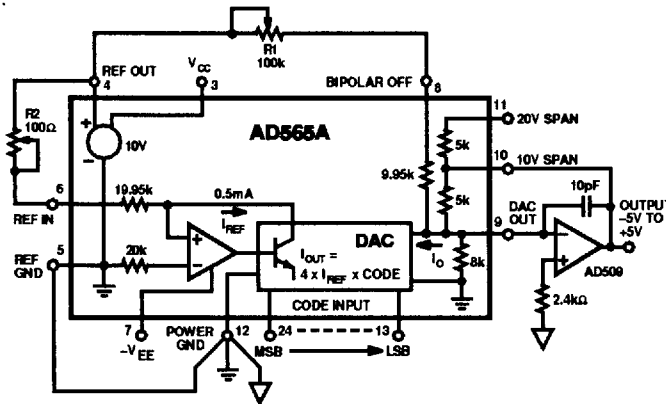 R1
100k
REF OUT
4
VCC
3
BIPOLAR OFF
8
R2
100Ω
+
10V
–
AD565A
11
20V SPAN
5k
10
10V SPAN
9.95k
5k
10pF
6
REF IN
19.95k
0.5mA
IREF
DAC
OUT
9
OUTPUT
–5V TO
+5V
REF
GND
5
20k
+
–
DAC
IOUT =
4 x IREF x CODE
IO
8k
–
+
AD509
2.4kΩ
CODE INPUT
7
–VEE
POWER
GND
12
24
13
MSB
LSB